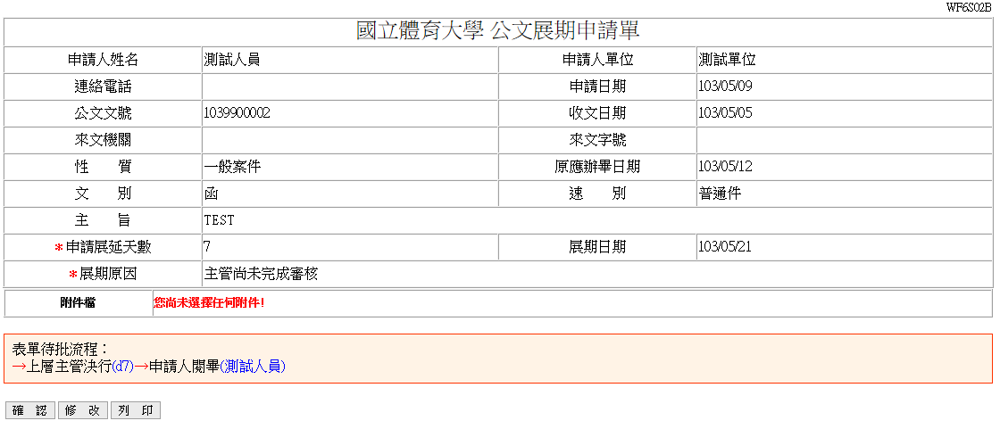 WF6S02B
國立體育大學 公文展期申請單
申請人姓名 測試人員 申請人單位 測試單位
連絡電話 申請日期 103/05/09
公文文號 1039900002 收文日期 103/05/05
來文機關 來文字號
性 質 一般案件 原應辦畢日期 103/05/12
文 別 函 速 別 普通件
主 旨 TEST
*申請展延天數 7 展期日期 103/05/21
*展期原因 主管尚未完成審核
附件檔 您尚未選擇任何附件!
表單待批流程：
→上層主管決行(d7)→申請人閱畢(測試人員)
確 認 修 改 列 印